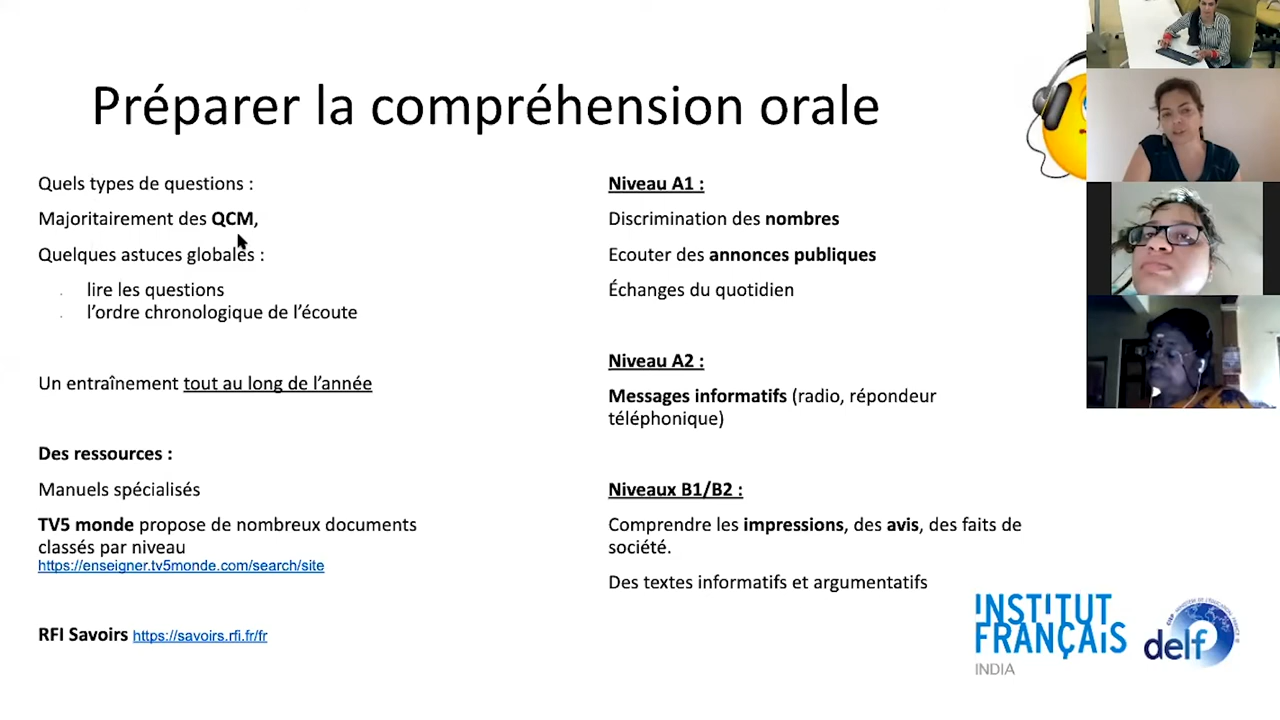 Préparer la compréhension orale
Quels types de questions :
Majoritairement des QCM,
Quelques astuces globales :
lire les questions
l’ordre chronologique de l’écoute
Un entraînement tout au long de l’année
Des ressources :
Manuels spécialisés
TV5 monde propose de nombreux documents
classés par niveau
https://enseigner.tv5monde.com/search/site
RFI Savoirs https://savoirs.rfi.fr/fr
Niveau A1 :
Discrimination des nombres
Ecouter des annonces publiques
Échanges du quotidien
Niveau A2 :
Messages informatifs (radio, répondeur
téléphonique)
Niveaux B1/B2 :
Comprendre les impressions, des avis, des faits de
société.
Des textes informatifs et argumentatifs
INSTITUT
FRANÇAIS
INDIA
delf